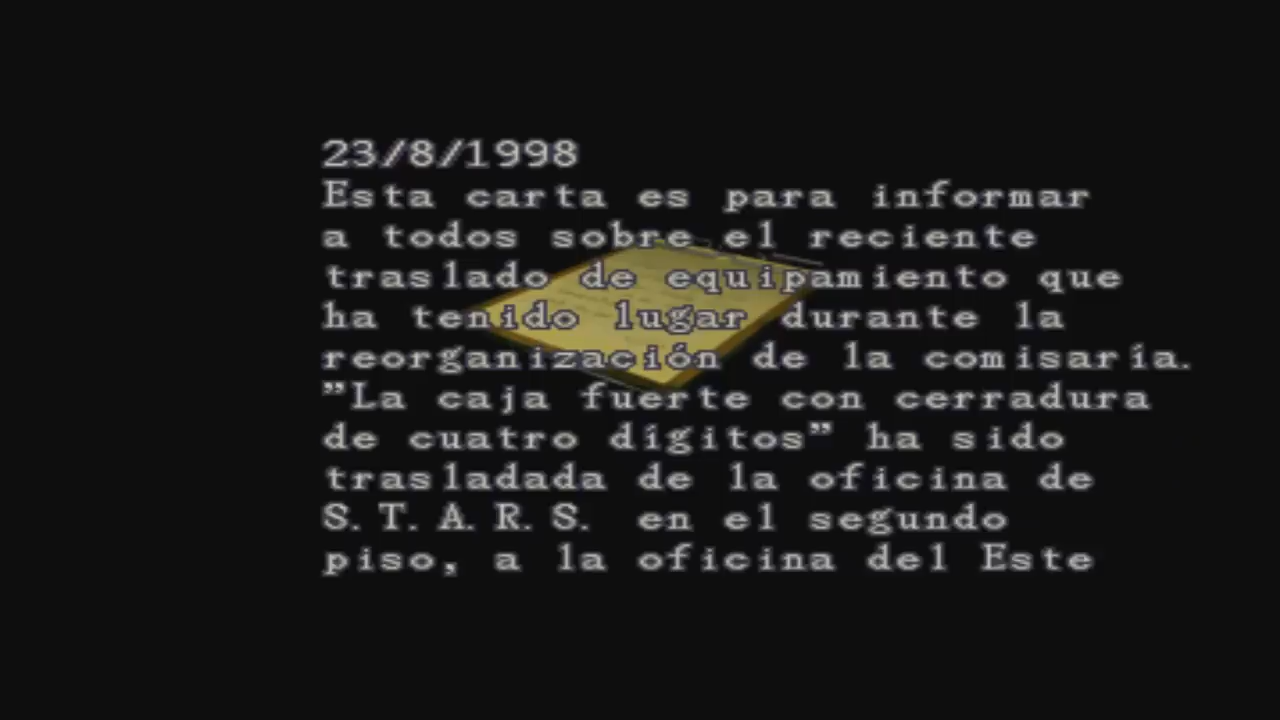 23/8/1998
Esta carta es para informar
a todos sobre el reciente
traslado de equipamiento que
ha tenido lugar durante la
reorganización de la comisaría.
"La caja fuerte con cerradura
de cuatro dígitos" ha sido
trasladada de la oficina de
S.T.A.R.S. en el segundo
piso, a la oficina del Este